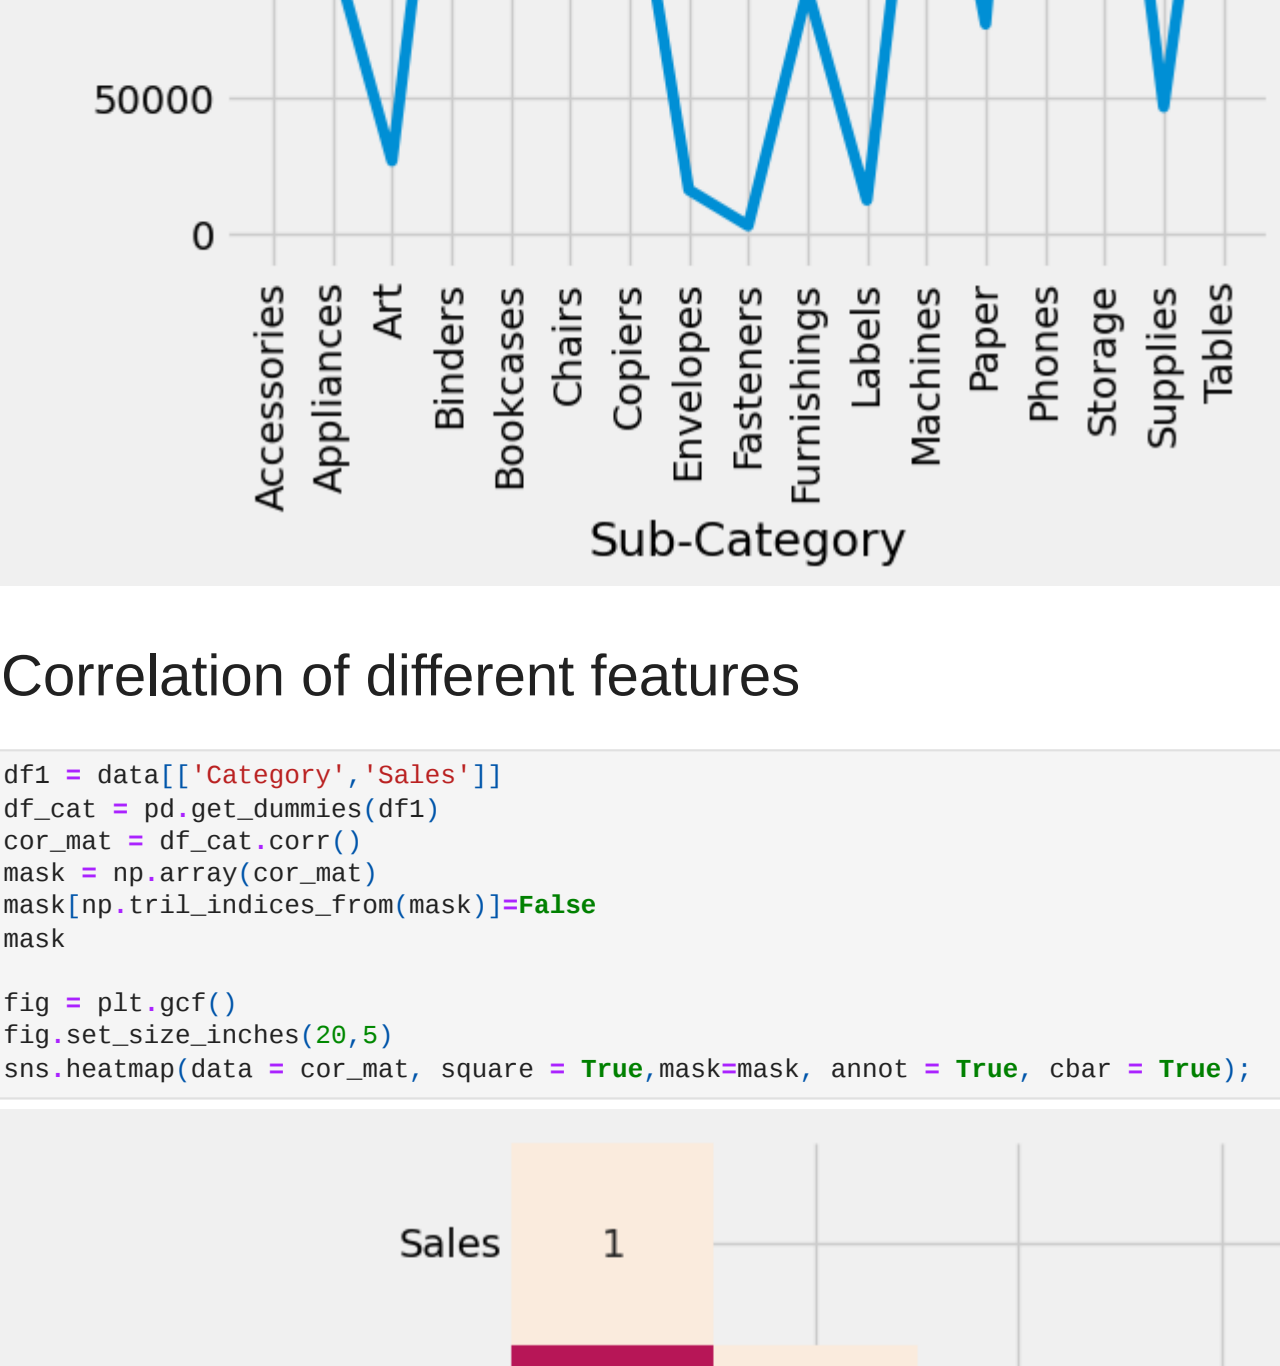 50000
0
Accessories
Appliances
Art
Binders
Bookcases
Chairs
Copiers
Envelopes
Fasteners
Furnishings
Labels
Machines
Paper
Phones
Storage
Supplies
Tables
Sub-Category
Correlation of different features
df1 = data[['Category','Sales']]
df_cat = pd.get_dummies(df1)
cor_mat = df_cat.corr()
mask = np.array(cor_mat)
mask[np.tril_indices_from(mask)]=False
mask
fig = plt.gcf()
fig.set_size_inches(20,5)
sns.heatmap(data = cor_mat, square = True,mask=mask, annot = True, cbar = True);
Sales
1